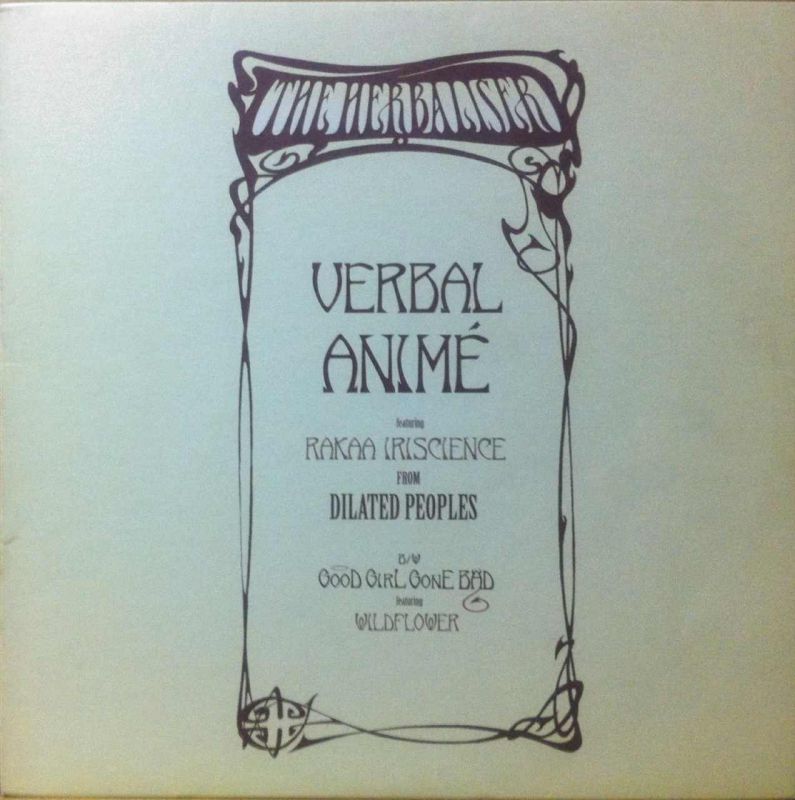 THE HERBALISER
VERBAL
ANIMÉ
featuring
RAKAA IRISCIENCE
FROM
DILATED PEOPLES
B/W
GOOD GIRL GONE BAD
featuring
WILDFLOWER